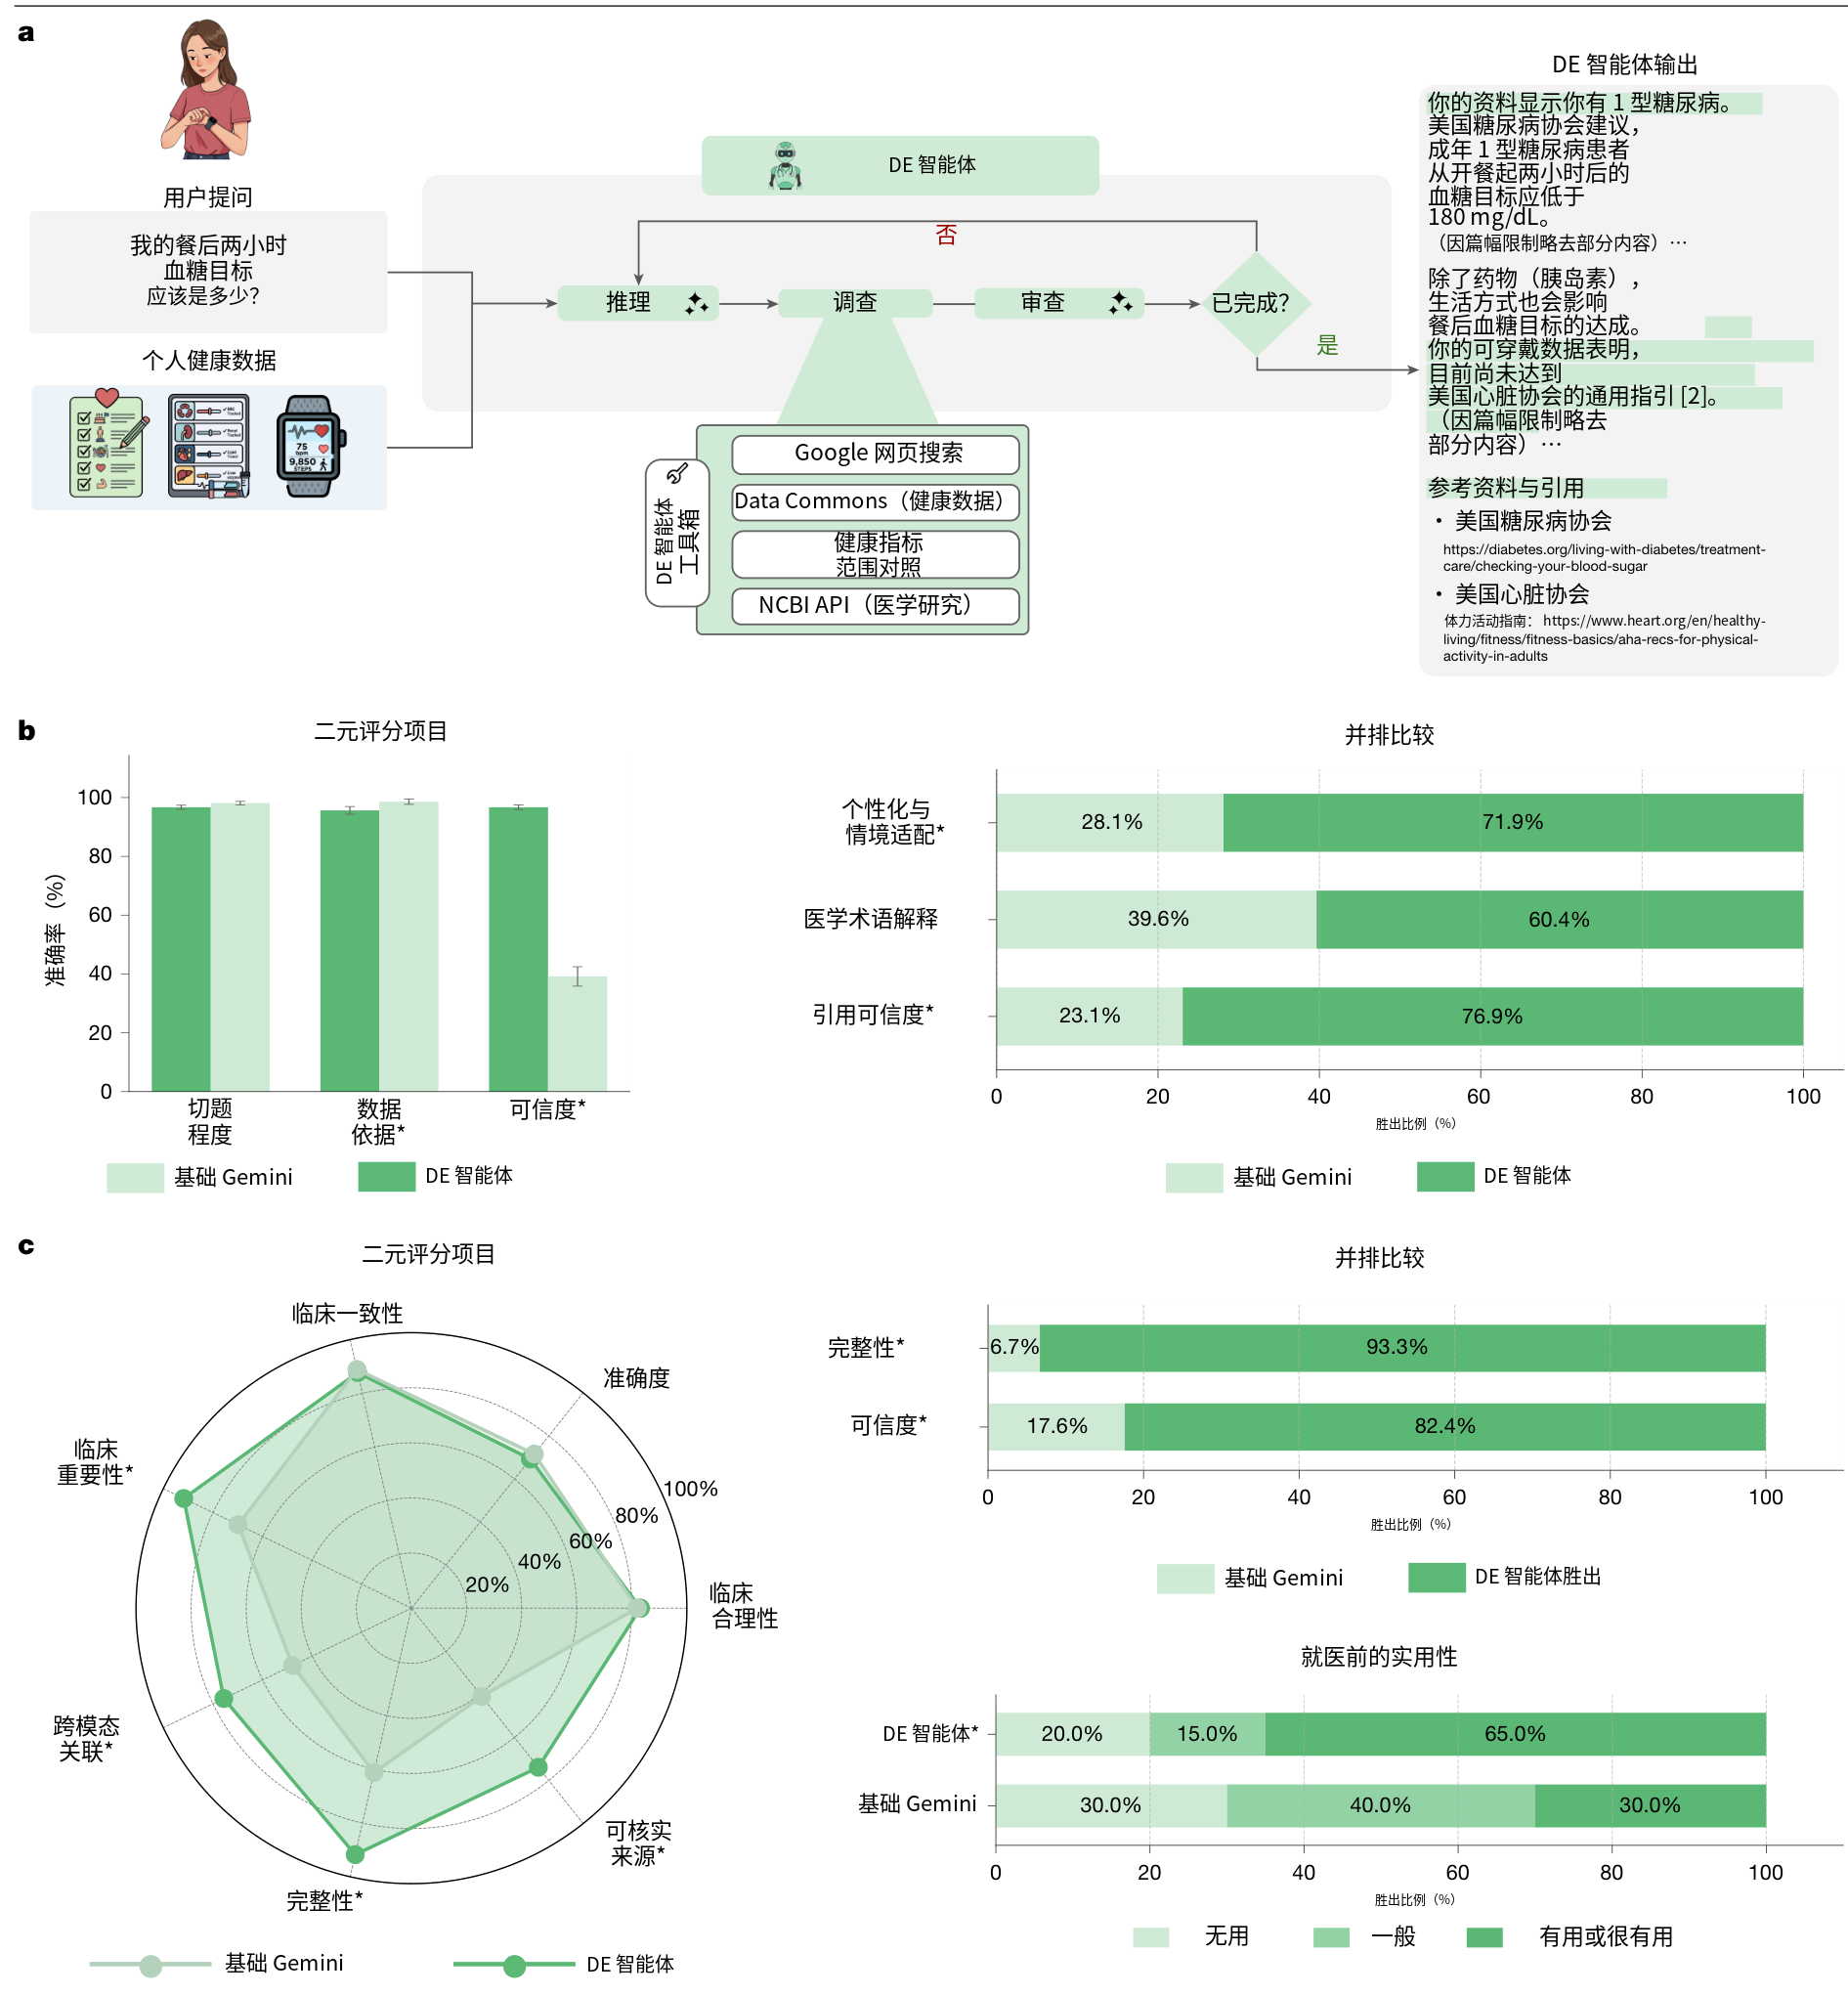 a
用户提问
我的餐后两小时
血糖目标
应该是多少？
个人健康数据
75
bpm
9,850
STEPS
DE 智能体
否
推理
调查
审查
已完成？
是
Google 网页搜索
Data Commons（健康数据）
健康指标
范围对照
NCBI API（医学研究）
DE 智能体
工具箱
DE 智能体输出
你的资料显示你有 1 型糖尿病。
美国糖尿病协会建议，
成年 1 型糖尿病患者
从开餐起两小时后的
血糖目标应低于
180 mg/dL。
（因篇幅限制略去部分内容）…
除了药物（胰岛素），
生活方式也会影响
餐后血糖目标的达成。
你的可穿戴数据表明，
目前尚未达到
美国心脏协会的通用指引 [2]。
（因篇幅限制略去
部分内容）…
参考资料与引用
• 美国糖尿病协会
https://diabetes.org/living-with-diabetes/treatment-
care/checking-your-blood-sugar
• 美国心脏协会
体力活动指南： https://www.heart.org/en/healthy-
living/fitness/fitness-basics/aha-recs-for-physical-
activity-in-adults
b
二元评分项目
准确率（%）
100
80
60
40
20
0
切题
程度
数据
依据*
可信度*
基础 Gemini
DE 智能体
并排比较
个性化与
情境适配*
28.1%
71.9%
医学术语解释
39.6%
60.4%
引用可信度*
23.1%
76.9%
0
20
40
60
80
100
胜出比例（%）
基础 Gemini
DE 智能体
c
二元评分项目
临床一致性
准确度
临床
重要性*
100%
80%
60%
40%
20%
临床
合理性
跨模态
关联*
可核实
来源*
完整性*
基础 Gemini
DE 智能体
并排比较
完整性*
6.7%
93.3%
可信度*
17.6%
82.4%
0
20
40
60
80
100
胜出比例（%）
基础 Gemini
DE 智能体胜出
就医前的实用性
DE 智能体*
20.0%
15.0%
65.0%
基础 Gemini
30.0%
40.0%
30.0%
0
20
40
60
80
100
胜出比例（%）
无用
一般
有用或很有用